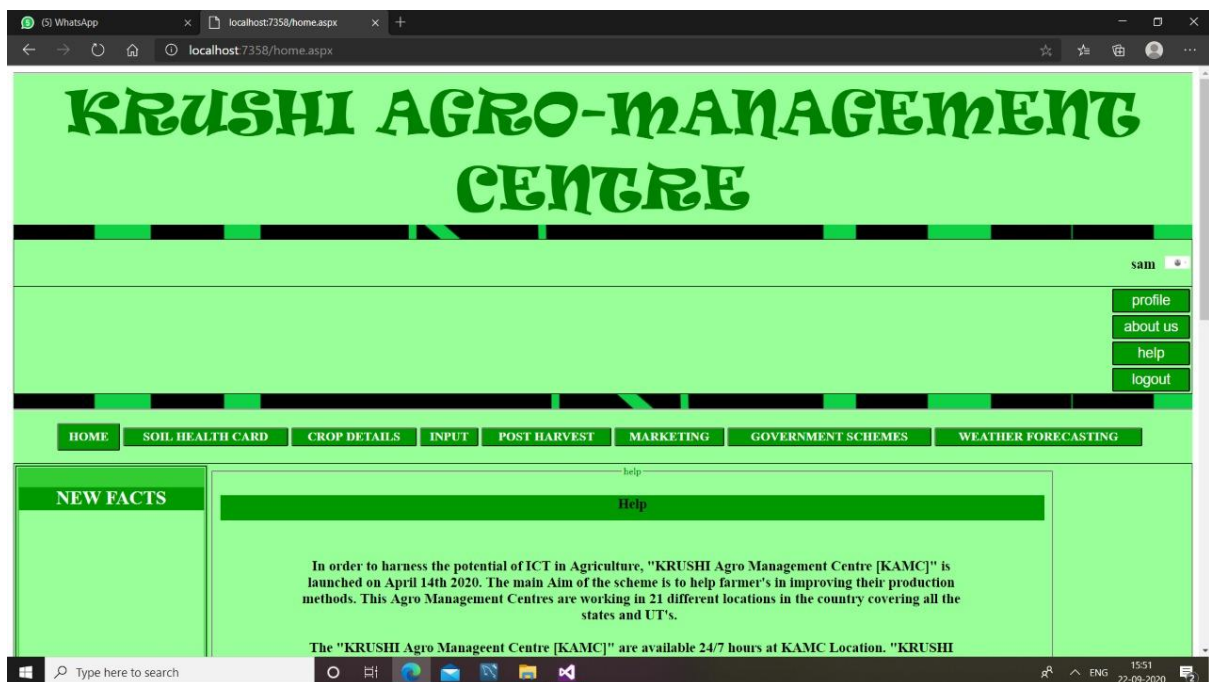 (5) WhatsApp
localhost:7358/home.aspx
localhost:7358/home.aspx
KRUSHI AGRO-MANAGEMENT
CENTRE
sam
profile
about us
help
logout
HOME SOIL HEALTH CARD CROP DETAILS INPUT POST HARVEST MARKETING GOVERNMENT SCHEMES WEATHER FORECASTING
NEW FACTS
help
Help
In order to harness the potential of ICT in Agriculture, "KRUSHI Agro Management Centre [KAMC]" is
launched on April 14th 2020. The main Aim of the scheme is to help farmer's in improving their production
methods. This Agro Management Centres are working in 21 different locations in the country covering all the
states and UT's.
The "KRUSHI Agro Manageent Centre [KAMC]" are available 24/7 hours at KAMC Location. "KRUSHI
Type here to search
ENG
15:51
22-09-2020
2